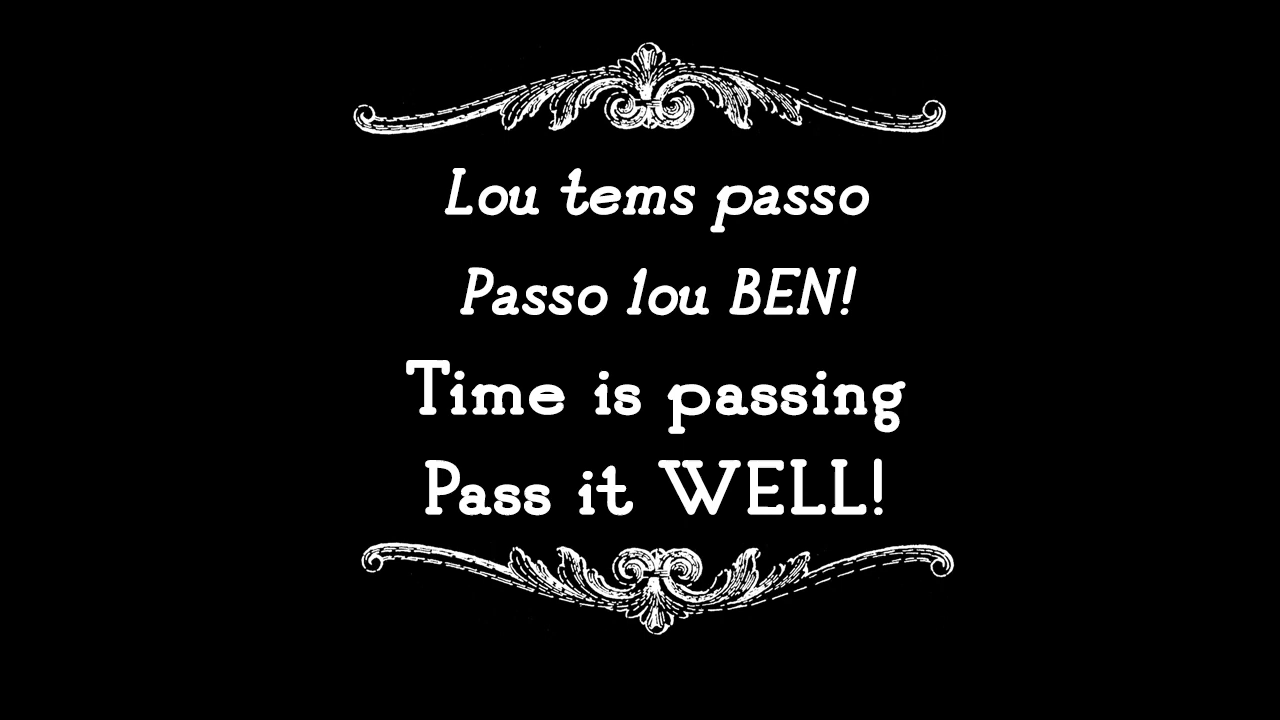 Lou tems passo
Passo lou BEN!
Time is passing
Pass it WELL!